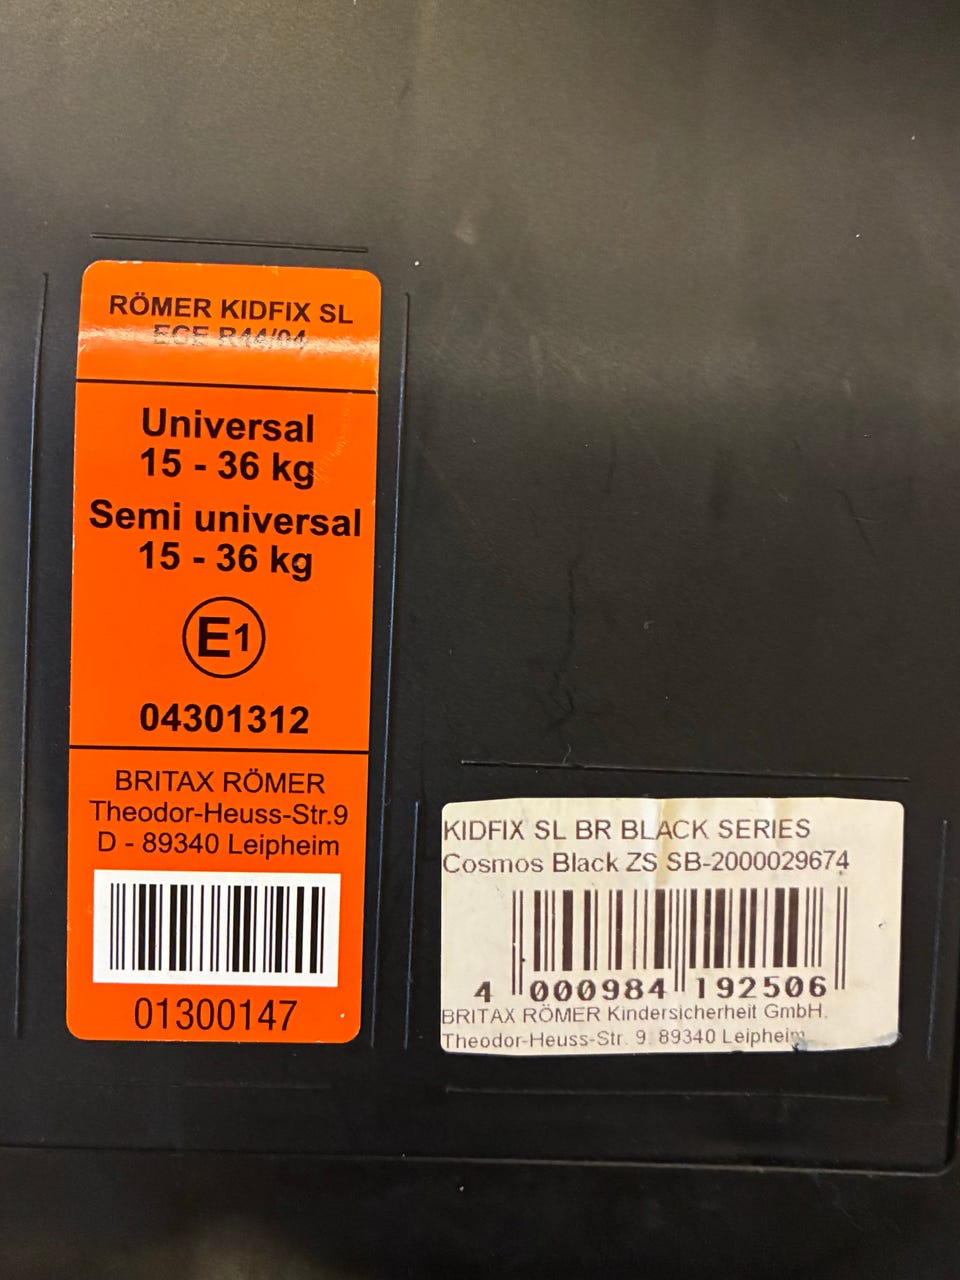 RÖMER KIDFIX SL
ECE R44/04
Universal
15 - 36 kg
Semi universal
15 - 36 kg
E1
04301312
BRITAX RÖMER
Theodor-Heuss-Str.9
D - 89340 Leipheim
01300147
KIDFIX SL BR BLACK SERIES
Cosmos Black ZS SB-2000029674
4 000984 192506
BRITAX RÖMER Kindersicherheit GmbH.
Theodor-Heuss-Str. 9. 89340 Leipheim